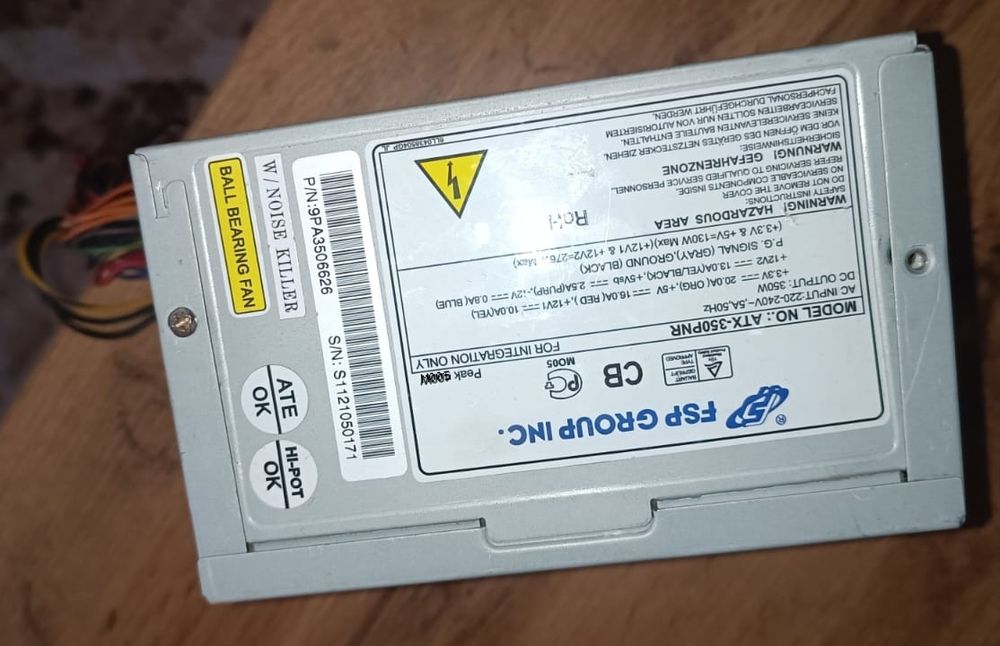 FSP GROUP INC.
®
CB
M005
FOR INTEGRATION ONLY
Peak
MODEL NO.: ATX-350PNR
AC INPUT:220-240V~,5A,50Hz
DC OUTPUT: 350W
+3.3V ⎓ 20.0A (ORG),+5V ⎓ 16.0A( RED )+12V1 ⎓ 10.0A(YEL)
+12V2 ⎓ 13.0A(YEL/BLACK),+5Vsb ⎓ 2.5A(PURP),-12V ⎓ 0.8A( BLUE)
P.G. SIGNAL (GRAY),GROUND (BLACK)
(+3.3V & +5V=130W Max)(+12V1 & +12V2=276. Max)
WARNING! HAZARDOUS AREA
SAFETY INSTRUCTIONS:
DO NOT REMOVE THE COVER
NO SERVICEABLE COMPONENTS INSIDE.
REFER SERVICING TO QUALIFIED SERVICE PERSONNEL.
WARNUNG! GEFAHRENZONE
SICHERHEITSHINWEISE:
VOR DEM ÖFFNEN DES GERÄTES NETZSTECKER ZIEHEN.
KEINE SERVICERELEVANTEN BAUTEILE ENTHALTEN.
SERVICEARBEITEN SOLLTEN NUR VON AUTORISIERTEM
FACHPERSONAL DURCHGEFÜHRT WERDEN.
P/N:9PA3506626
S/N: S1121050171
W/ NOISE KILLER
BALL BEARING FAN
ATE
OK
HI-POT
OK